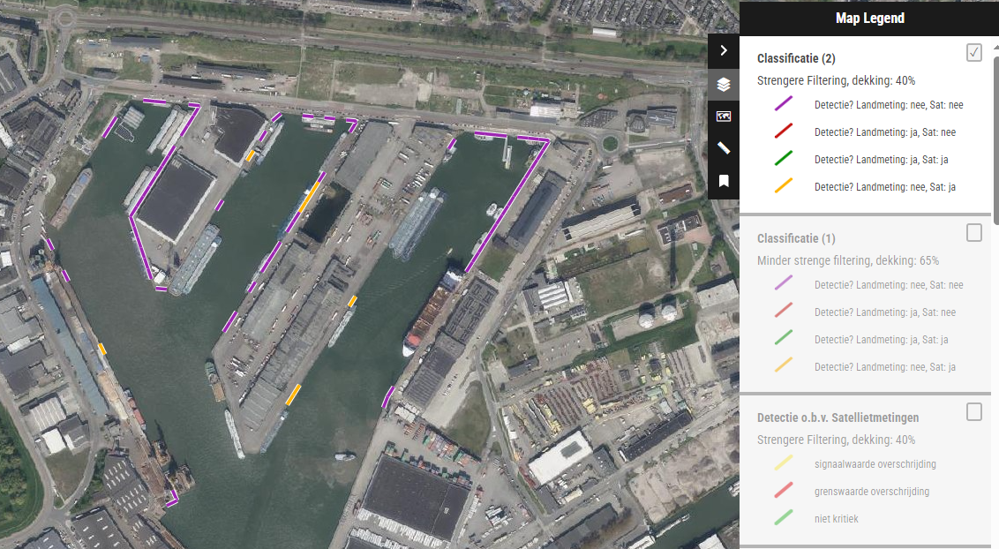 Map Legend
Classificatie (2)
Strengere Filtering, dekking: 40%
Detectie? Landmeting: nee, Sat: nee
Detectie? Landmeting: ja, Sat: nee
Detectie? Landmeting: ja, Sat: ja
Detectie? Landmeting: nee, Sat: ja
Classificatie (1)
Minder strenge filtering, dekking: 65%
Detectie? Landmeting: nee, Sat: nee
Detectie? Landmeting: ja, Sat: nee
Detectie? Landmeting: ja, Sat: ja
Detectie? Landmeting: nee, Sat: ja
Detectie o.b.v. Satellietmetingen
Strengere Filtering, dekking: 40%
signaalwaarde overschrijding
grenswaarde overschrijding
niet kritiek